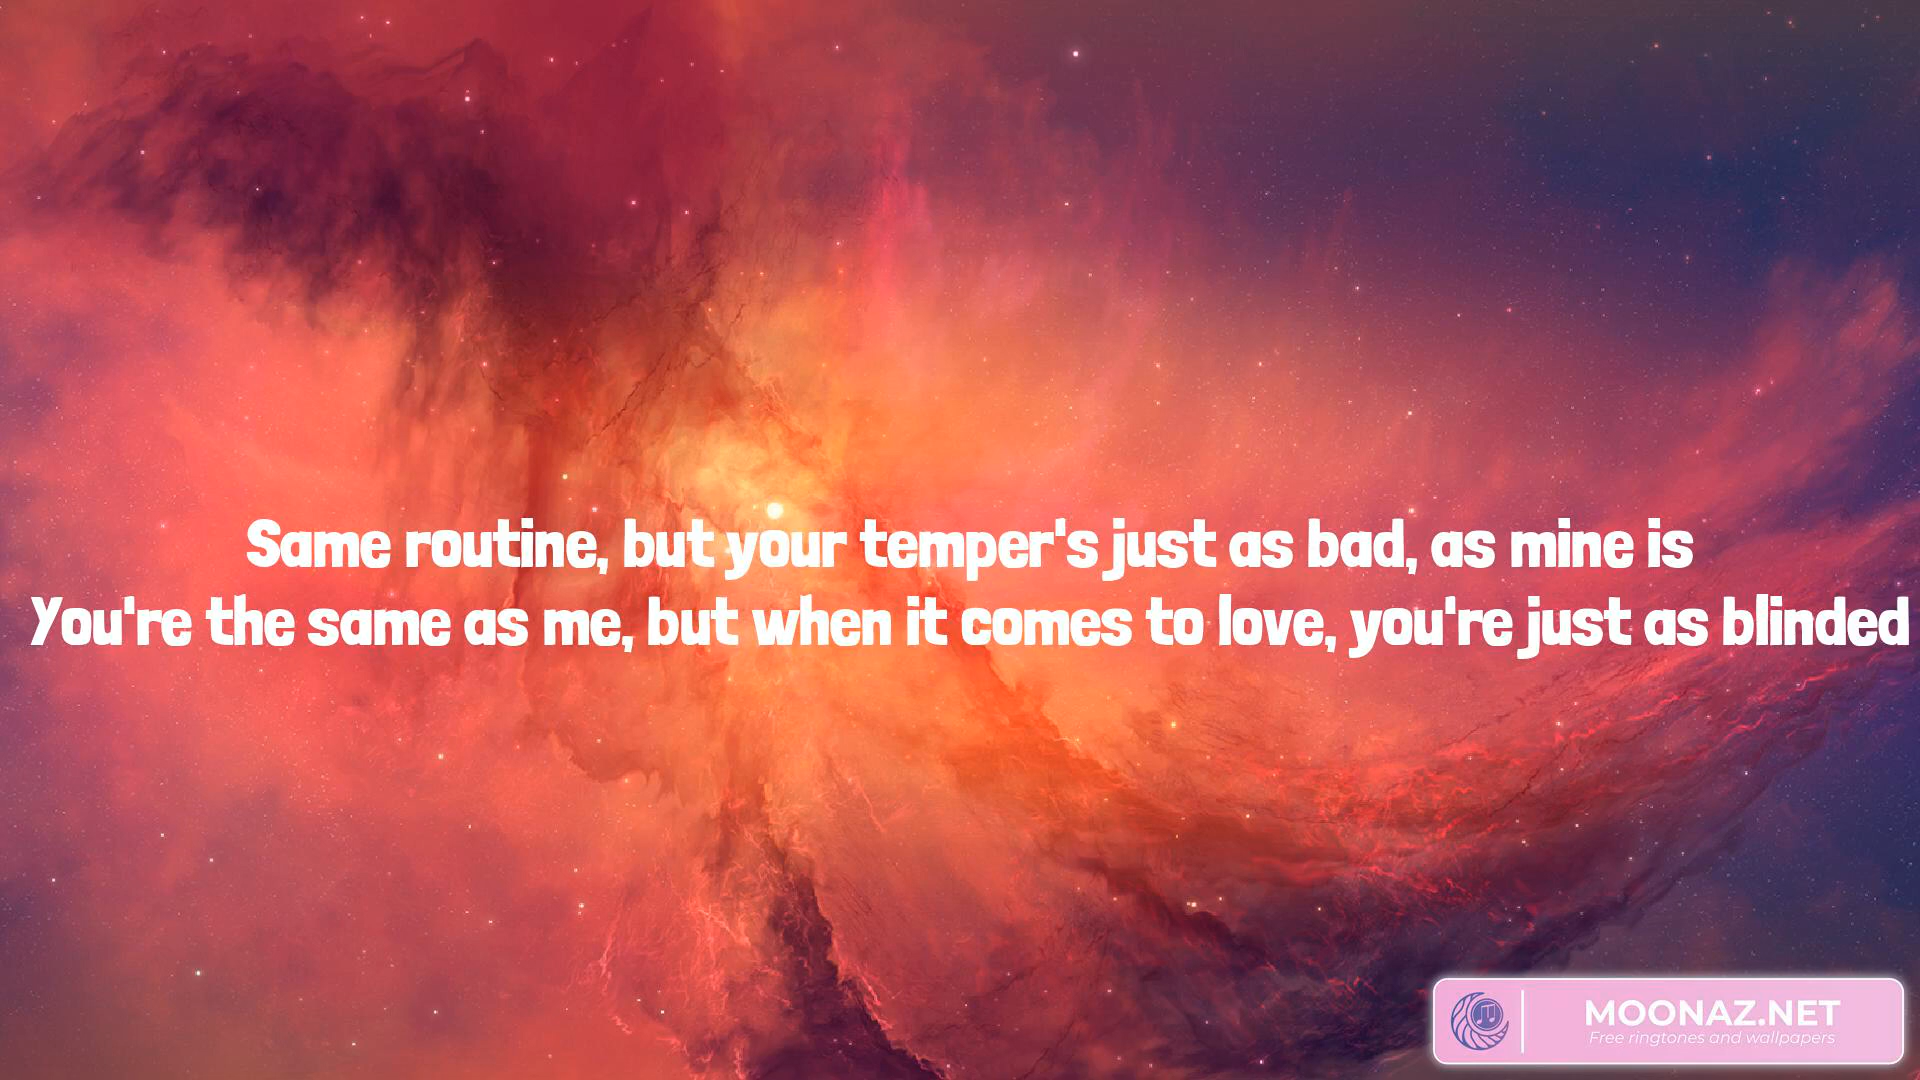 Same routine, but your temper's just as bad, as mine is
You're the same as me, but when it comes to love, you're just as blinded
MOONAZ.NET
Free ringtones and wallpapers